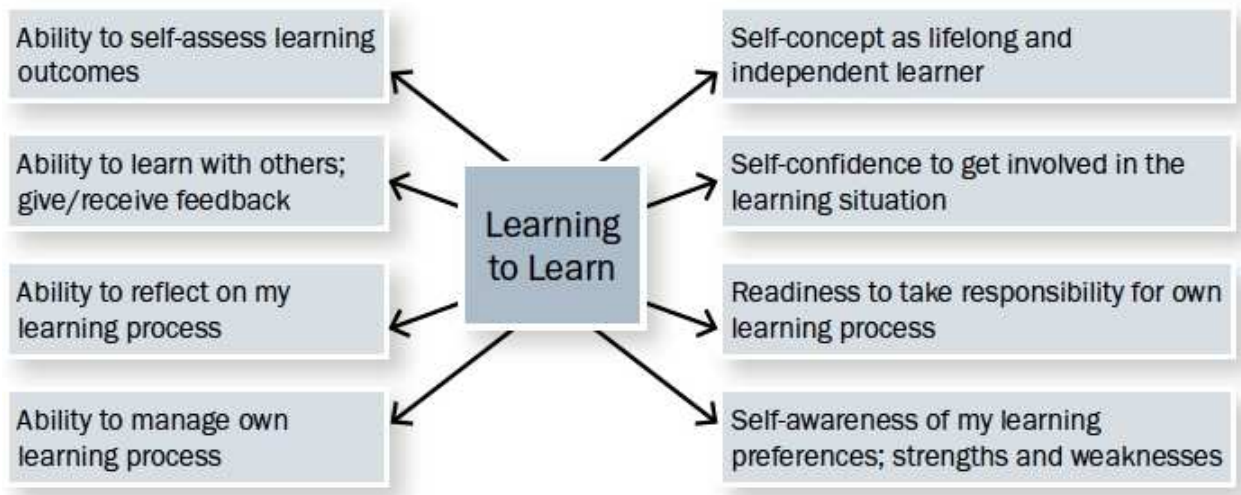 Ability to self-assess learning
outcomes
Ability to learn with others;
give/receive feedback
Ability to reflect on my
learning process
Ability to manage own
learning process
Learning
to Learn
Self-concept as lifelong and
independent learner
Self-confidence to get involved in the
learning situation
Readiness to take responsibility for own
learning process
Self-awareness of my learning
preferences; strengths and weaknesses